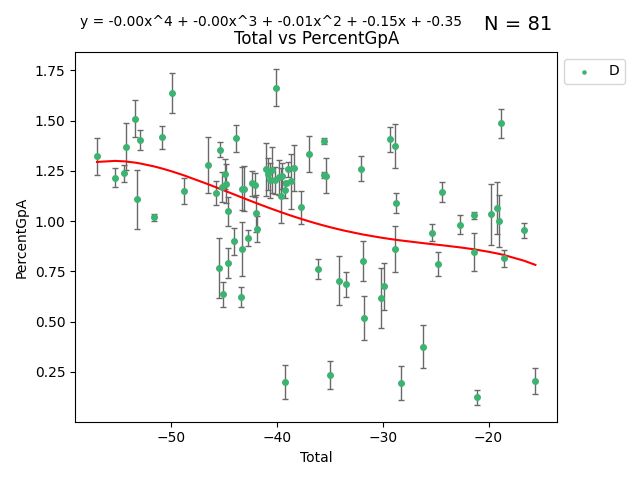 y = -0.00x^4 + -0.00x^3 + -0.01x^2 + -0.15x + -0.35
N = 81
Total vs PercentGpA
D
1.75
1.50
1.25
1.00
0.75
0.50
0.25
PercentGpA
−50
−40
−30
−20
Total